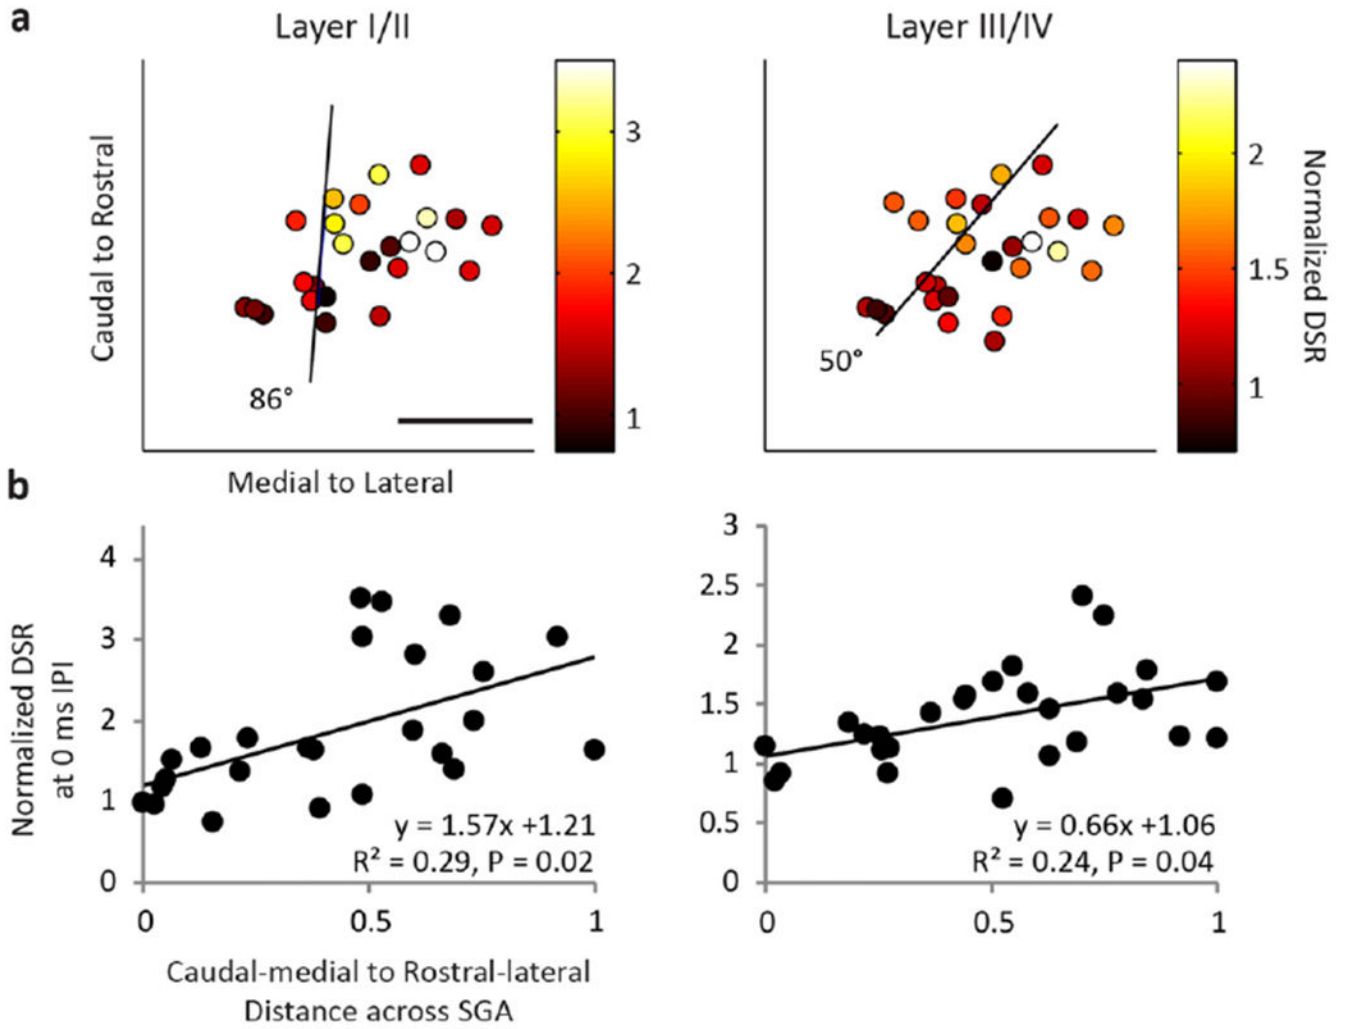 a
Layer I/II
Layer III/IV
Caudal to Rostral
3
2
1
86°
Medial to Lateral
50°
2
1.5
1
Normalized DSR
b
Normalized DSR
at 0 ms IPI
4
3
2
1
0
y = 1.57x +1.21
R² = 0.29, P = 0.02
0
0.5
1
Caudal-medial to Rostral-lateral
Distance across SGA
3
2.5
2
1.5
1
0.5
0
y = 0.66x +1.06
R² = 0.24, P = 0.04
0
0.5
1